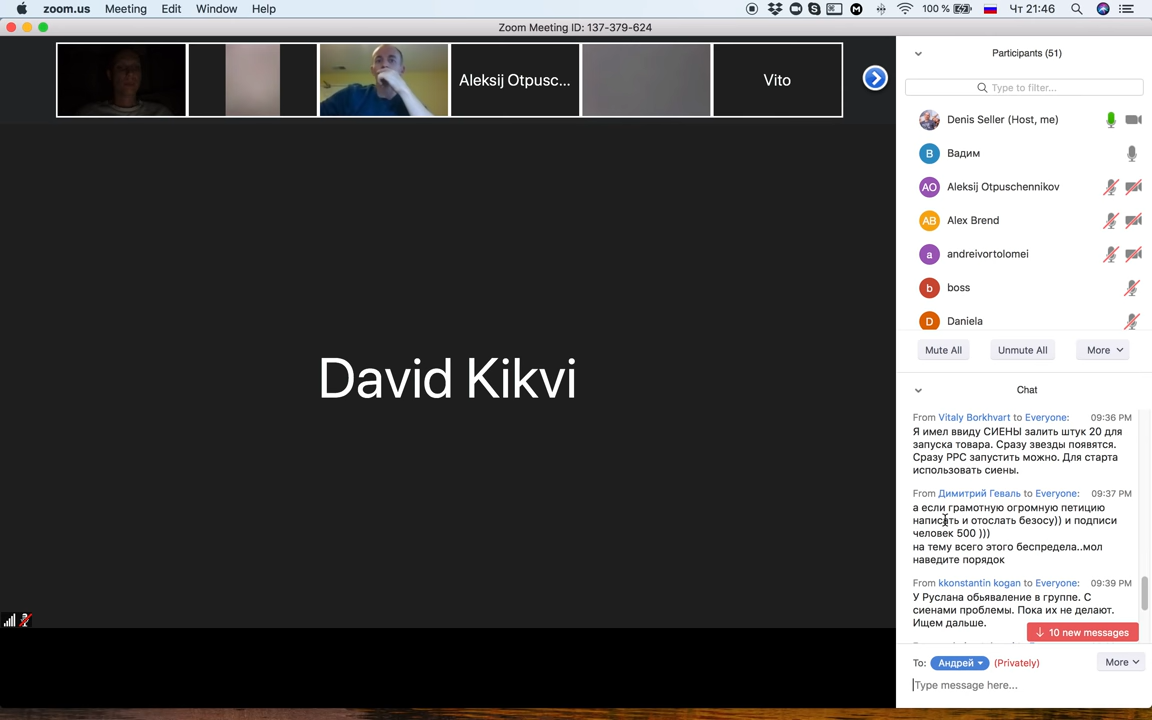 zoom.us Meeting Edit Window Help
100 % Чт 21:46
Zoom Meeting ID: 137-379-624
Aleksij Otpusc...
Vito
David Kikvi
Participants (51)
Type to filter...
Denis Seller (Host, me)
B Вадим
AO Aleksij Otpuschennikov
AB Alex Brend
a andreivortolomei
b boss
D Daniela
Mute All Unmute All More
Chat
From Vitaly Borkhvart to Everyone: 09:36 PM
Я имел ввиду СИЕНЫ залить штук 20 для
запуска товара. Сразу звезды появятся.
Сразу PPC запустить можно. Для старта
использовать сиены.
From Димитрий Геваль to Everyone: 09:37 PM
а если грамотную огромную петицию
написать и отослать безосу)) и подписи
человек 500 )))
на тему всего этого беспредела..мол
наведите порядок
From kkonstantin kogan to Everyone: 09:39 PM
У Руслана обьяваление в группе. С
сиенами проблемы. Пока их не делают.
Ищем дальше.
10 new messages
To: Андрей (Privately) More
Type message here...